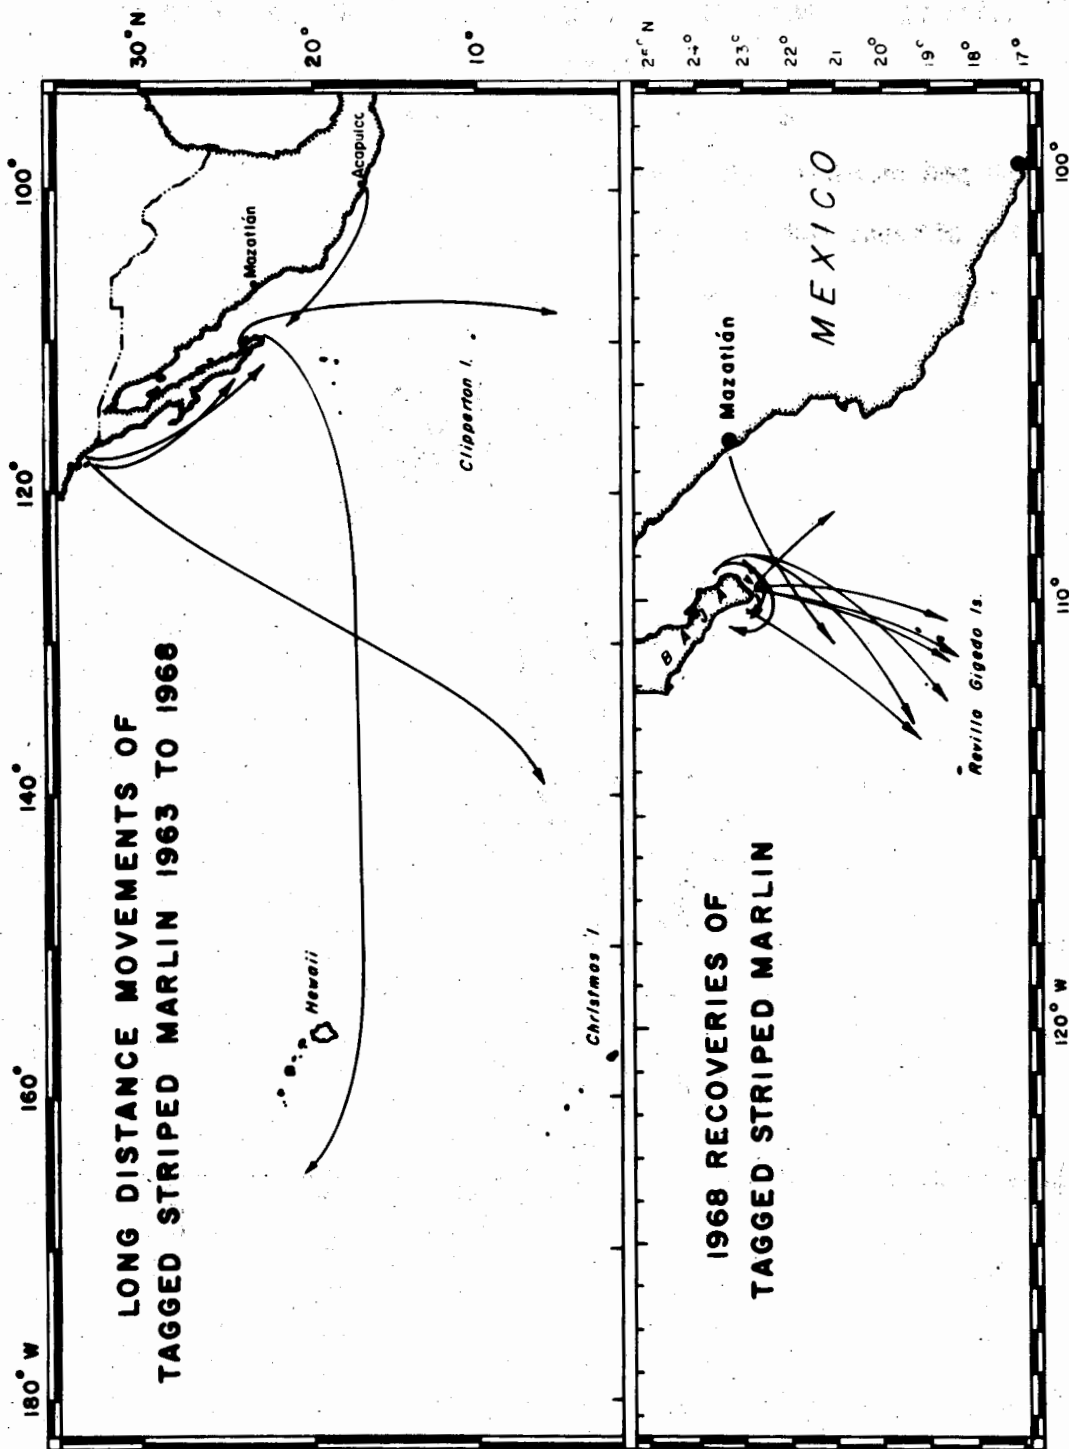 180° W
160°
140°
120°
100°
30° N
20°
10°
LONG DISTANCE MOVEMENTS OF
TAGGED STRIPED MARLIN 1963 TO 1968
Hawaii
Christmas I.
Clipperton I.
Mazatlán
Acapulcc
1968 RECOVERIES OF
TAGGED STRIPED MARLIN
Mazatlán
MEXICO
Revilla Gigedo Is.
B
A
J
A
24°
23°
22°
21°
20°
19°
18°
17°
120° W
110°
100°